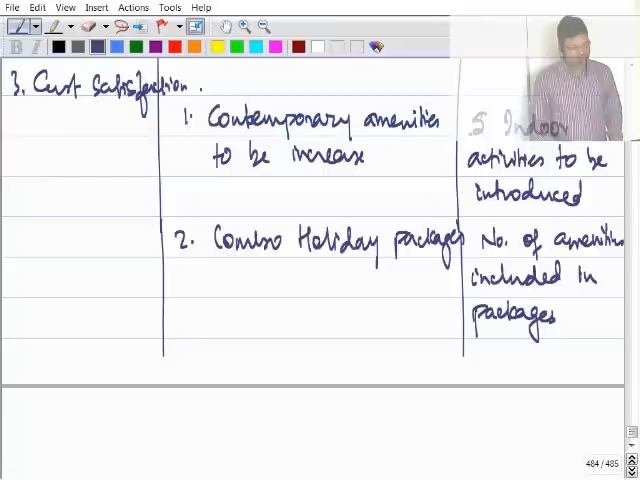 File Edit View Insert Actions Tools Help
B I
3. Cust Satisfaction.
1. Contemporary amenities
to be increase
.5 Indoor
activities to be
introduced
2. Combo Holiday packages
No. of amenities
included in
packages
484 / 485